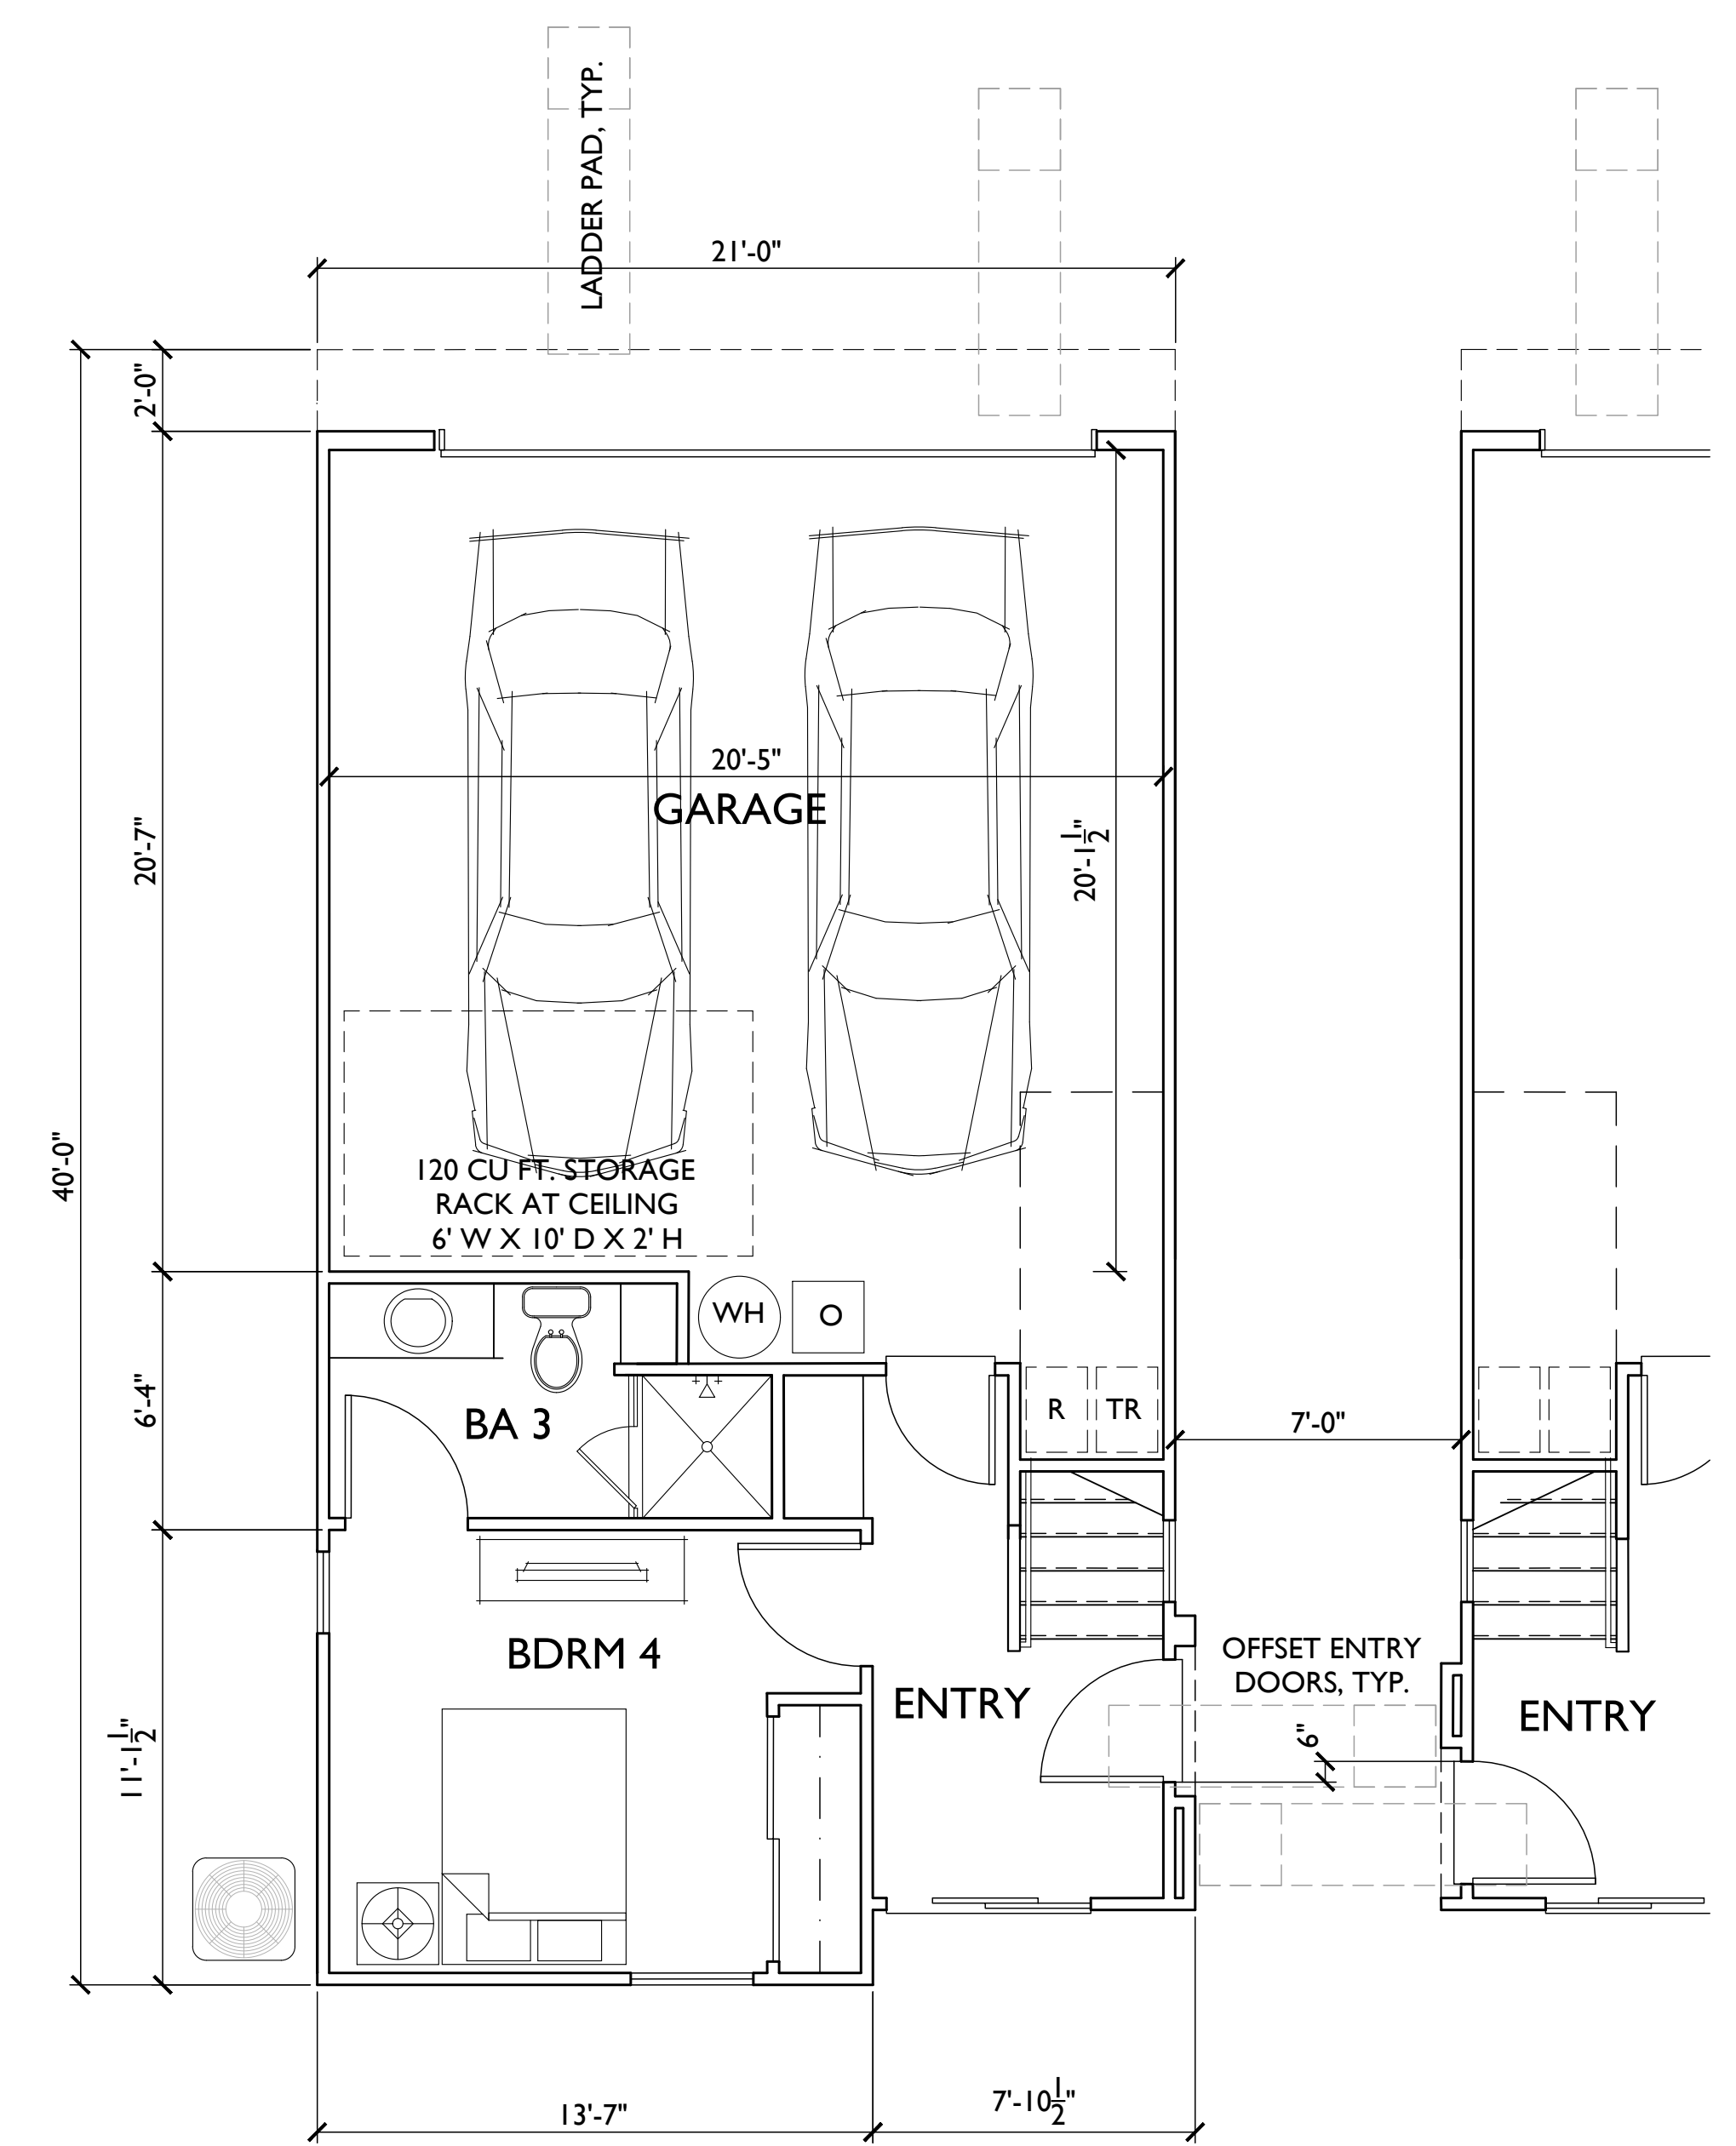 LADDER PAD, TYP.
21'-0"
2'-0"
20'-7"
40'-0"
20'-5"
GARAGE
20'-1 1/2"
120 CU FT. STORAGE
RACK AT CEILING
6' W X 10' D X 2' H
WH
O
6'-4"
BA 3
R
TR
7'-0"
BDRM 4
ENTRY
OFFSET ENTRY
DOORS, TYP.
6"
ENTRY
11'-1 1/2"
13'-7"
7'-10 1/2"